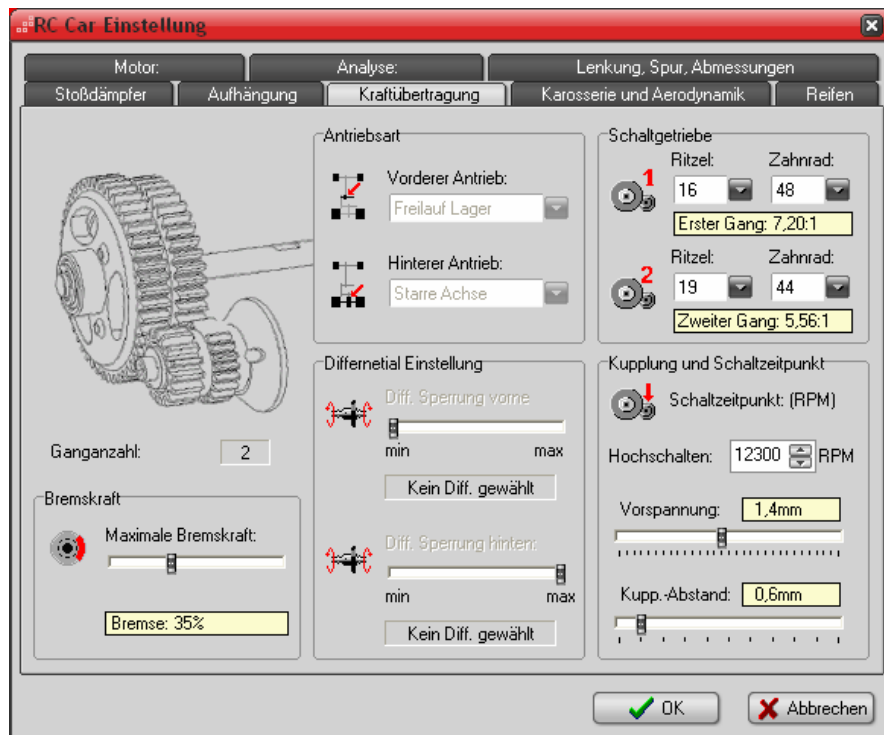 RC Car Einstellung
Motor:
Analyse:
Lenkung, Spur, Abmessungen
Stoßdämpfer
Aufhängung
Kraftübertragung
Karosserie und Aerodynamik
Reifen
Ganganzahl:
2
Bremskraft
Maximale Bremskraft:
Bremse: 35%
Antriebsart
Vorderer Antrieb:
Freilauf Lager
Hinterer Antrieb:
Starre Achse
Differnetial Einstellung
Diff. Sperrung vorne
min
max
Kein Diff. gewählt
Diff. Sperrung hinten:
min
max
Kein Diff. gewählt
Schaltgetriebe
Ritzel:
Zahnrad:
1
16
48
Erster Gang: 7,20:1
Ritzel:
Zahnrad:
2
19
44
Zweiter Gang: 5,56:1
Kupplung und Schaltzeitpunkt
Schaltzeitpunkt: (RPM)
Hochschalten:
12300
RPM
Vorspannung:
1,4mm
Kupp.-Abstand:
0,6mm
OK
Abbrechen